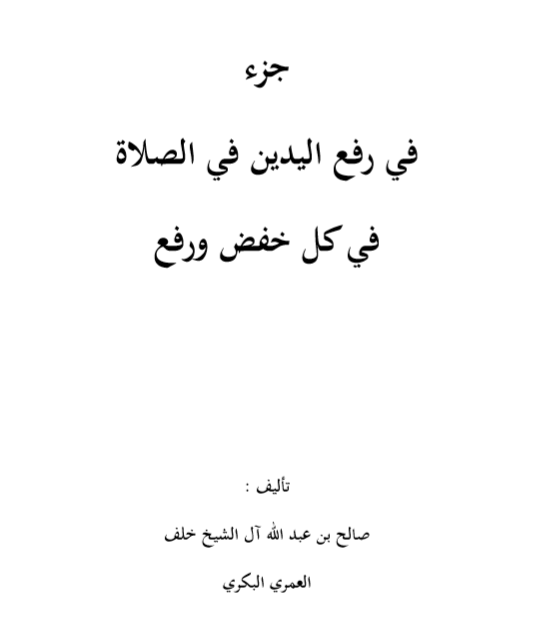 جزء
في رفع اليدين في الصلاة
في كل خفض ورفع
تأليف :
صالح بن عبد الله آل الشيخ خلف
العمري البكري